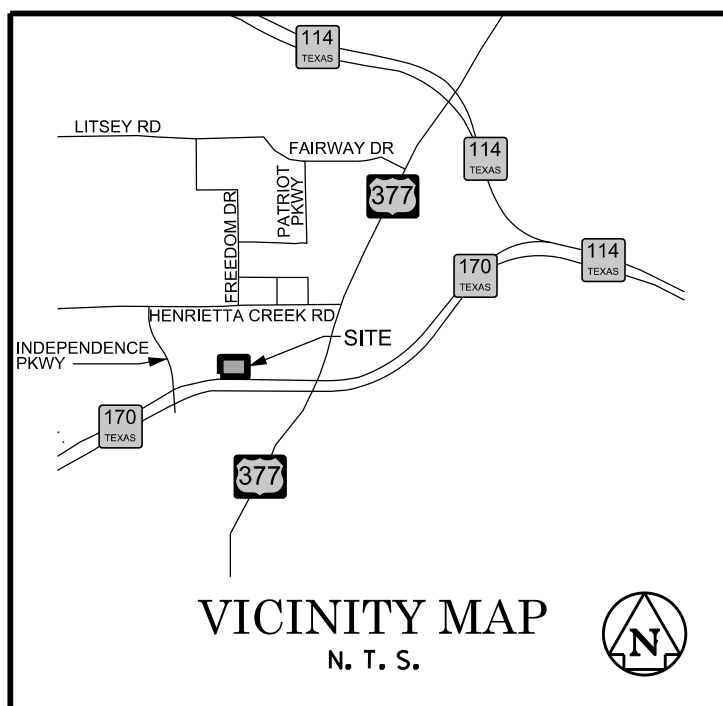 114
TEXAS
LITSEY RD
FAIRWAY DR
114
TEXAS
377
PATRIOT
PKWY
FREEDOM DR
170
TEXAS
114
TEXAS
HENRIETTA CREEK RD
SITE
INDEPENDENCE
PKWY
170
TEXAS
377
VICINITY MAP
N. T. S.
N